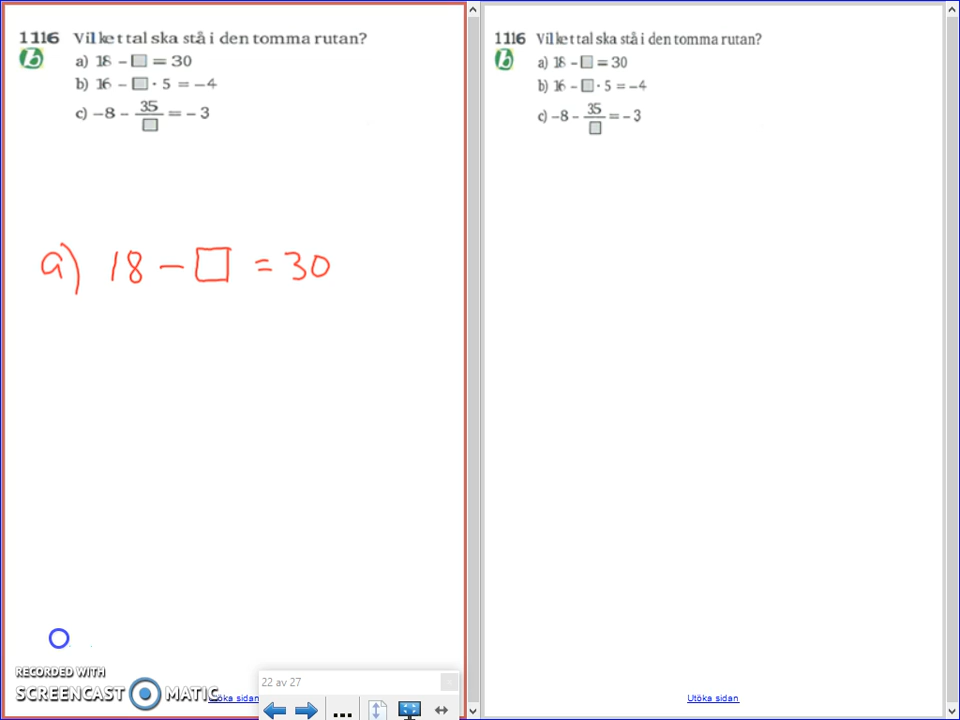 1116 Vilket tal ska stå i den tomma rutan?
b
a) 18 - □ = 30
b) 16 - □ · 5 = -4
c) -8 - 35/□ = -3
a) 18 - □ = 30
RECORDED WITH
SCREENCAST MATIC
Utöka sidan
22 av 27
...
1116 Vilket tal ska stå i den tomma rutan?
b
a) 18 - □ = 30
b) 16 - □ · 5 = -4
c) -8 - 35/□ = -3
Utöka sidan